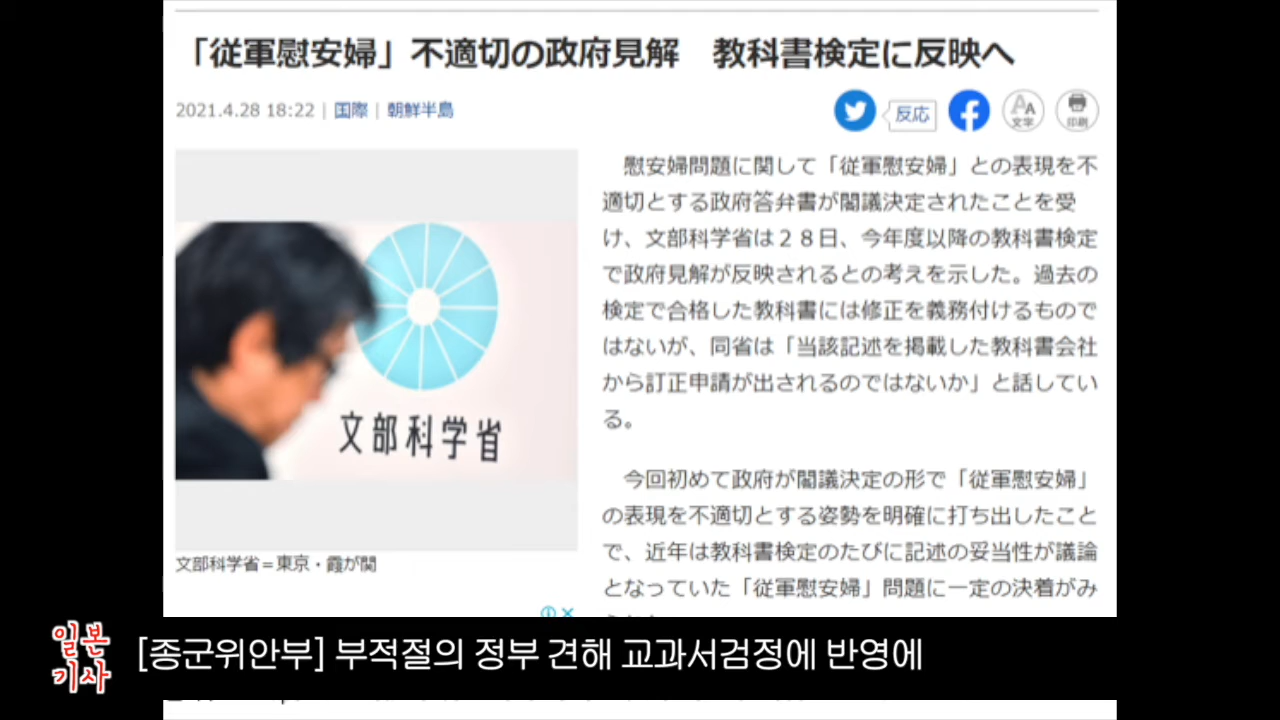 「従軍慰安婦」不適切の政府見解　教科書検定に反映へ
2021.4.28 18:22 | 国際 | 朝鮮半島
反応
AA
文字
印刷
慰安婦問題に関して「従軍慰安婦」との表現を不
適切とする政府答弁書が閣議決定されたことを受
け、文部科学省は２８日、今年度以降の教科書検定
で政府見解が反映されるとの考えを示した。過去の
検定で合格した教科書には修正を義務付けるもので
はないが、同省は「当該記述を掲載した教科書会社
から訂正申請が出されるのではないか」と話してい
る。
今回初めて政府が閣議決定の形で「従軍慰安婦」
の表現を不適切とする姿勢を明確に打ち出したこと
で、近年は教科書検定のたびに記述の妥当性が議論
となっていた「従軍慰安婦」問題に一定の決着がみ
文部科学省
文部科学省＝東京・霞が関
일본
기사
[종군위안부] 부적절의 정부 견해 교과서검정에 반영에